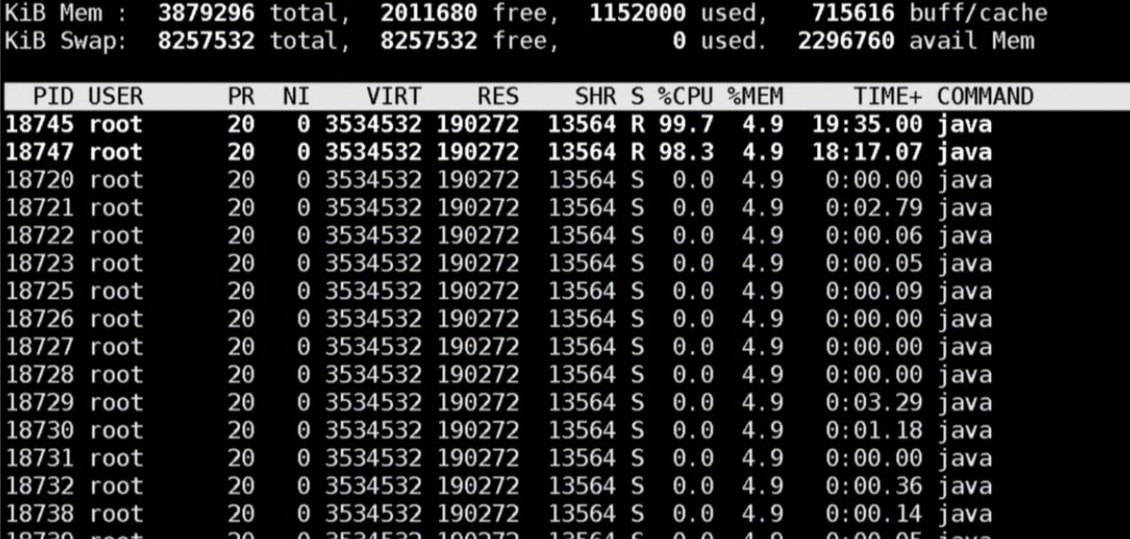 KiB Mem :  3879296 total,  2011680 free,  1152000 used,   715616 buff/cache
KiB Swap:  8257532 total,  8257532 free,        0 used.  2296760 avail Mem
PID USER      PR  NI    VIRT    RES    SHR S %CPU %MEM     TIME+ COMMAND
18745 root      20   0 3534532 190272  13564 R 99.7  4.9  19:35.00 java
18747 root      20   0 3534532 190272  13564 R 98.3  4.9  18:17.07 java
18720 root      20   0 3534532 190272  13564 S  0.0  4.9   0:00.00 java
18721 root      20   0 3534532 190272  13564 S  0.0  4.9   0:02.79 java
18722 root      20   0 3534532 190272  13564 S  0.0  4.9   0:00.06 java
18723 root      20   0 3534532 190272  13564 S  0.0  4.9   0:00.05 java
18725 root      20   0 3534532 190272  13564 S  0.0  4.9   0:00.09 java
18726 root      20   0 3534532 190272  13564 S  0.0  4.9   0:00.00 java
18727 root      20   0 3534532 190272  13564 S  0.0  4.9   0:00.00 java
18728 root      20   0 3534532 190272  13564 S  0.0  4.9   0:00.00 java
18729 root      20   0 3534532 190272  13564 S  0.0  4.9   0:03.29 java
18730 root      20   0 3534532 190272  13564 S  0.0  4.9   0:01.18 java
18731 root      20   0 3534532 190272  13564 S  0.0  4.9   0:00.00 java
18732 root      20   0 3534532 190272  13564 S  0.0  4.9   0:00.36 java
18738 root      20   0 3534532 190272  13564 S  0.0  4.9   0:00.14 java